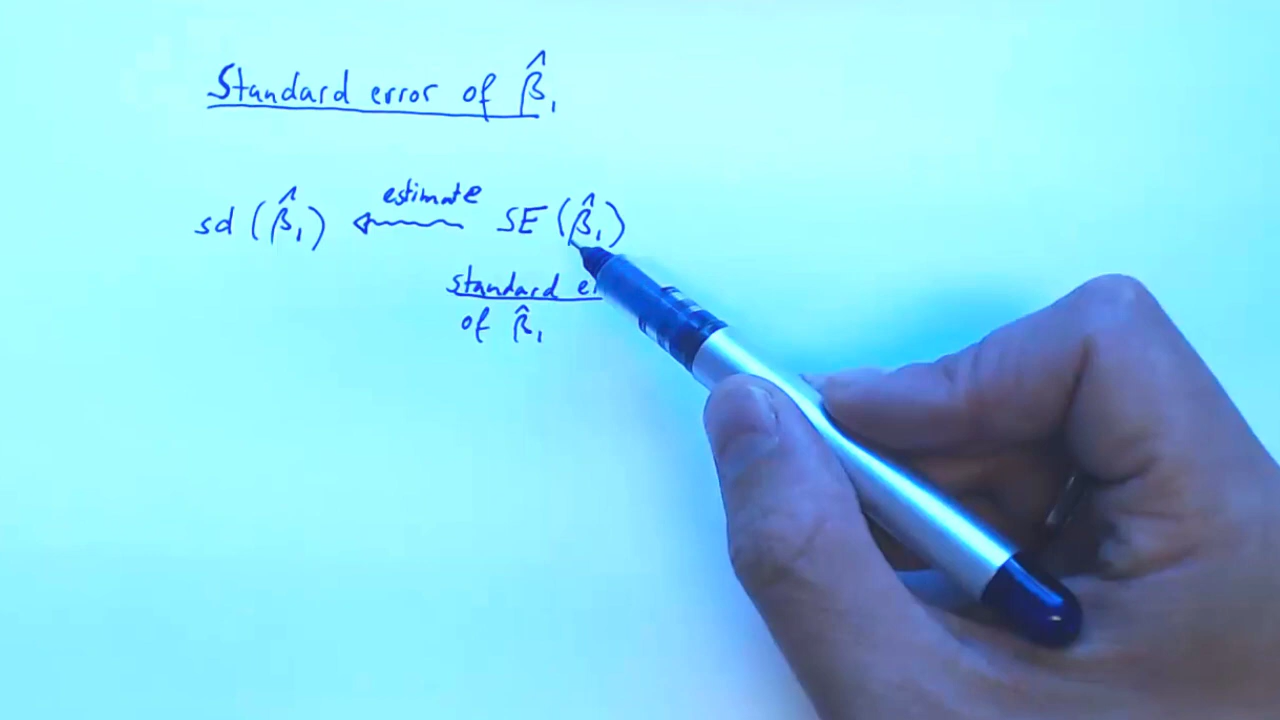 Standard error of β̂₁
estimate
sd (β̂₁) ← SE (β̂₁)
standard
of β̂₁